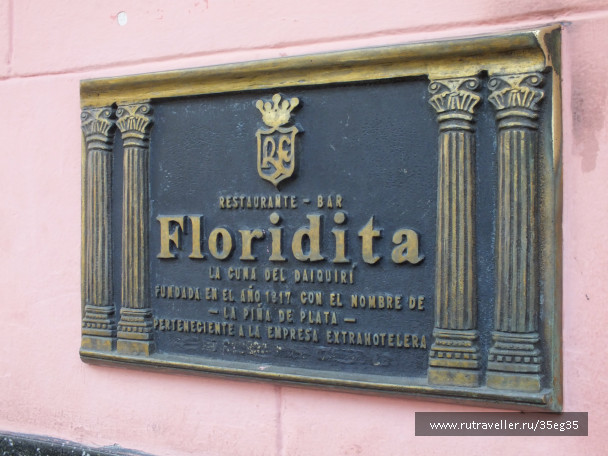 RF
RESTAURANTE - BAR
Floridita
LA CUNA DEL DAIQUIRÍ
FUNDADA EN EL AÑO 1817 CON EL NOMBRE DE
- LA PIÑA DE PLATA -
PERTENECIENTE A LA EMPRESA EXTRAHOTELERA
www.rutraveller.ru/35eg35